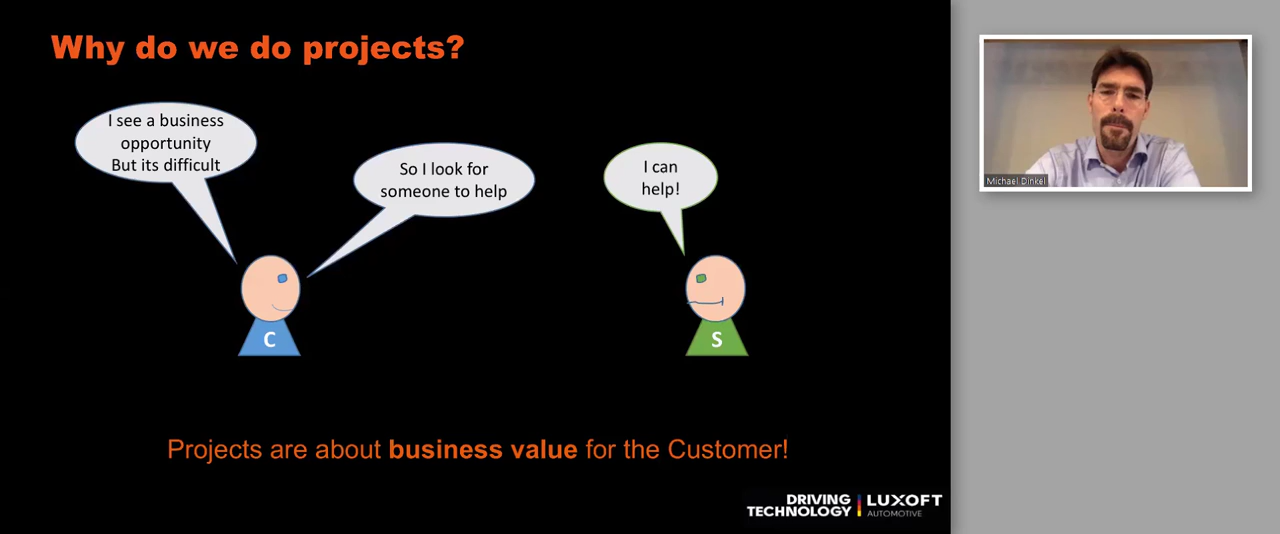 Why do we do projects?
I see a business
opportunity
But its difficult
So I look for
someone to help
I can
help!
C
S
Projects are about business value for the Customer!
DRIVING
TECHNOLOGY
LUXOFT
AUTOMOTIVE
Michael Dinkel